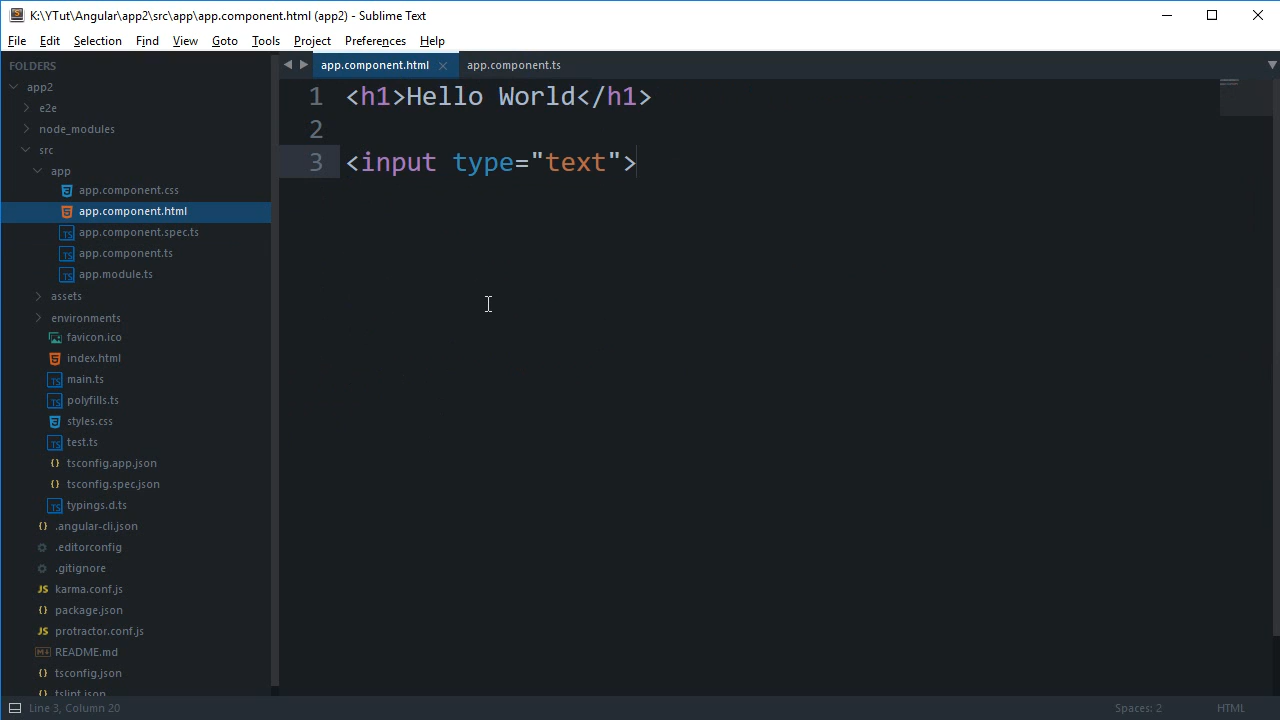 K:\YTut\Angular\app2\src\app\app.component.html (app2) - Sublime Text
File Edit Selection Find View Goto Tools Project Preferences Help
FOLDERS
app2
e2e
node_modules
src
app
app.component.css
app.component.html
app.component.spec.ts
app.component.ts
app.module.ts
assets
environments
favicon.ico
index.html
main.ts
polyfills.ts
styles.css
test.ts
tsconfig.app.json
tsconfig.spec.json
typings.d.ts
.angular-cli.json
.editorconfig
.gitignore
karma.conf.js
package.json
protractor.conf.js
README.md
tsconfig.json
tslint.json
app.component.html app.component.ts
1 <h1>Hello World</h1>
2
3 <input type="text">
Line 3, Column 20 Spaces: 2 HTML